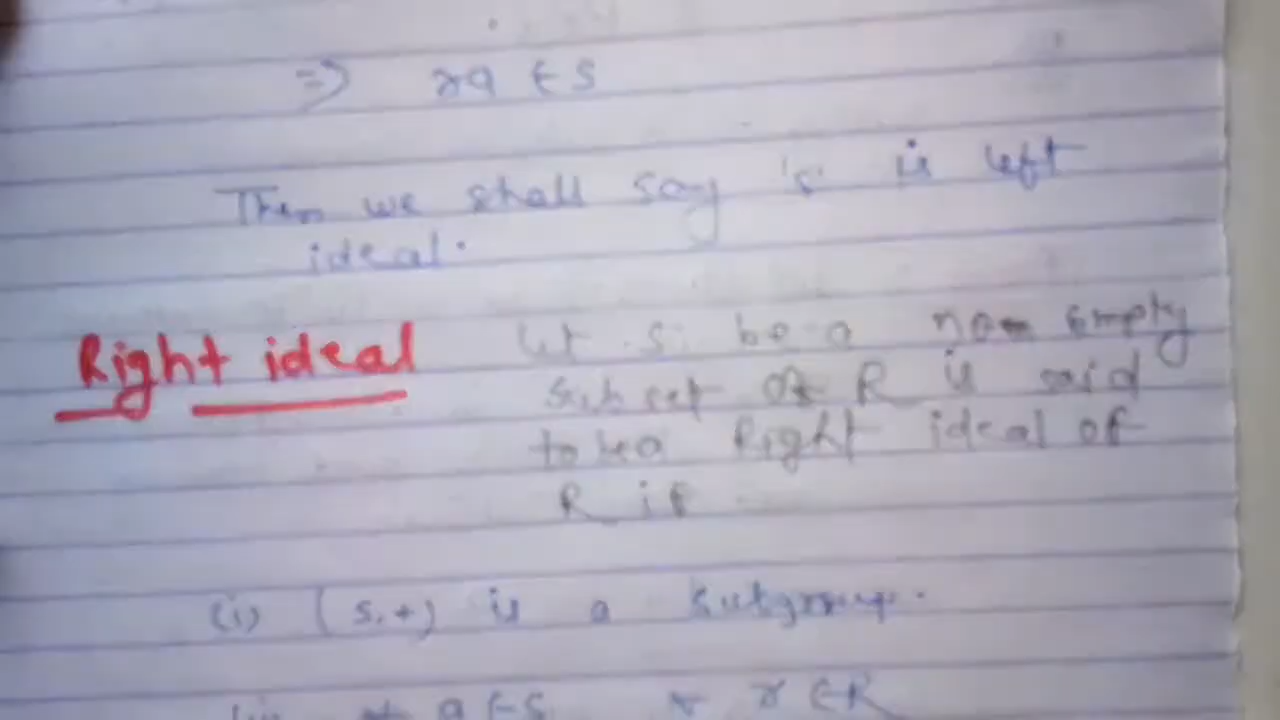 => ra ∈ S
Then we shall say 's' is left
ideal.
Right ideal Let S. be a non empty
subset of R is said
to be a Right ideal of
R if
(i) (S, +) is a subgroup.
a ∈ S r ∈ R